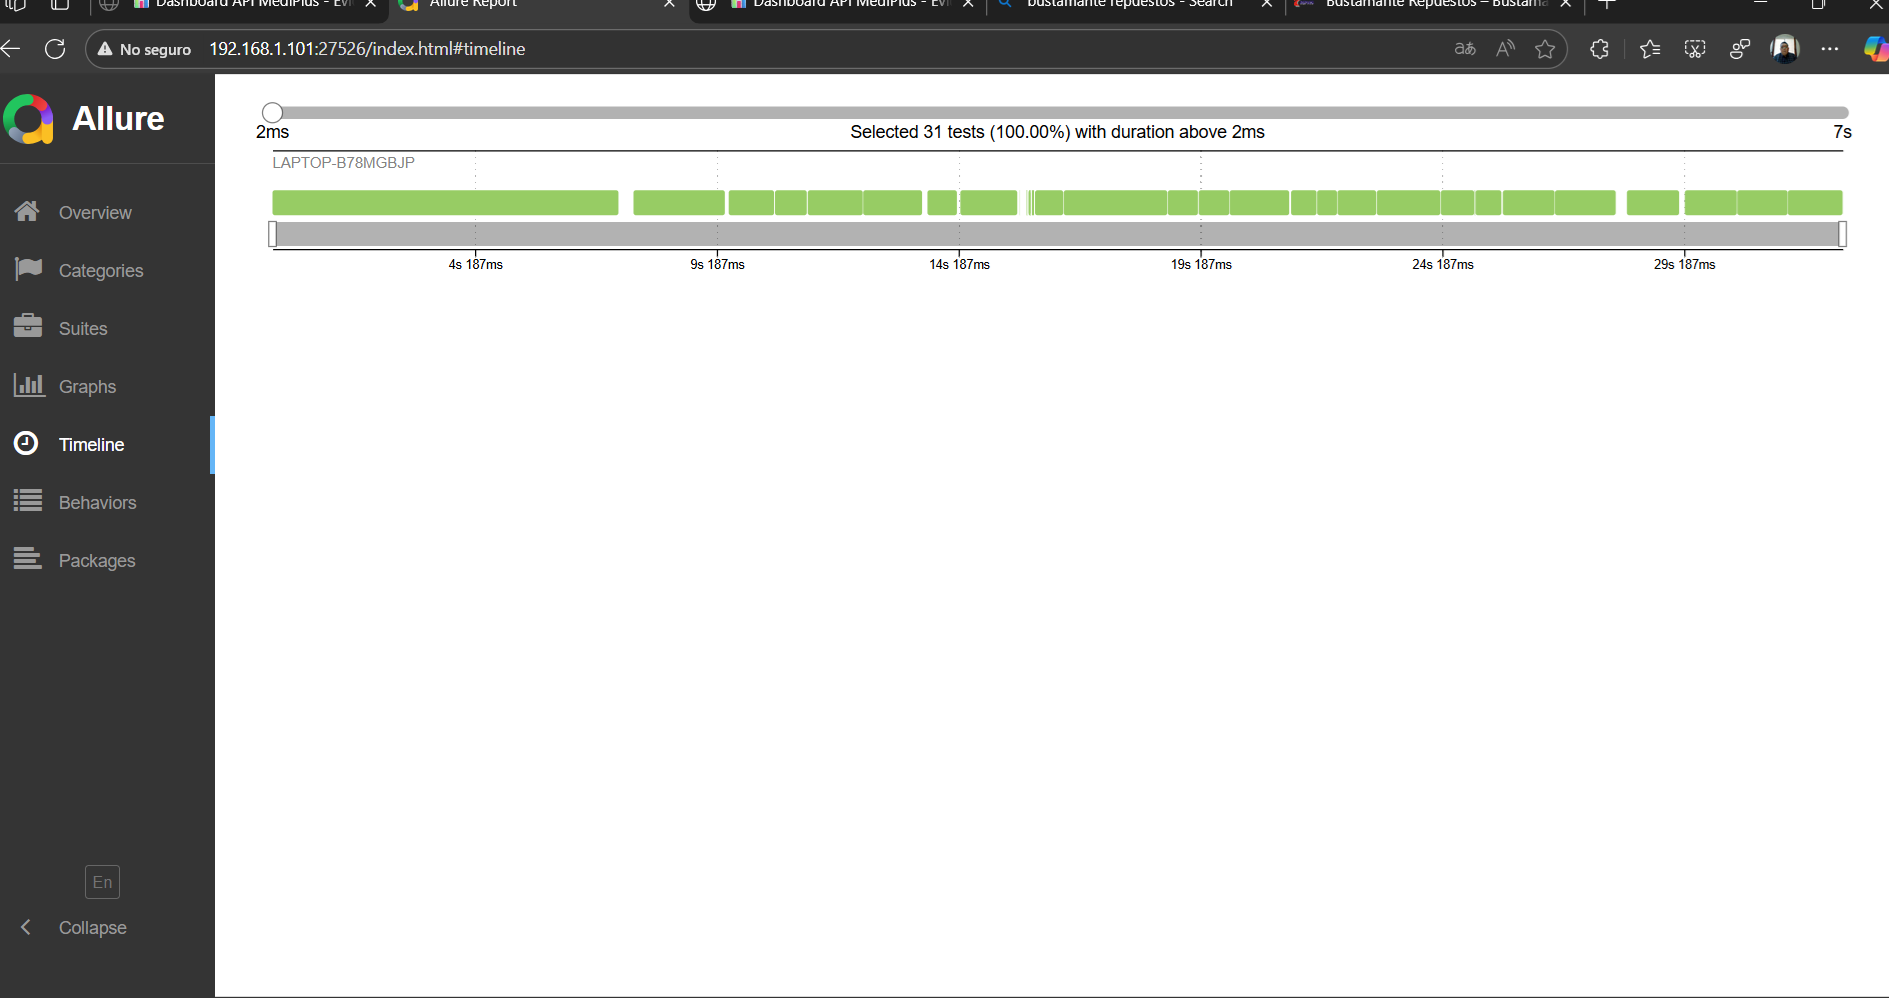 Dashboard API MediPlus - Evi
Allure Report
Dashboard API MediPlus - Evi
bustamante repuestos - Search
Bustamante Repuestos – Bustama
No seguro
192.168.1.101:27526/index.html#timeline
Allure
Overview
Categories
Suites
Graphs
Timeline
Behaviors
Packages
En
Collapse
2ms
Selected 31 tests (100.00%) with duration above 2ms
7s
LAPTOP-B78MGBJP
4s 187ms
9s 187ms
14s 187ms
19s 187ms
24s 187ms
29s 187ms